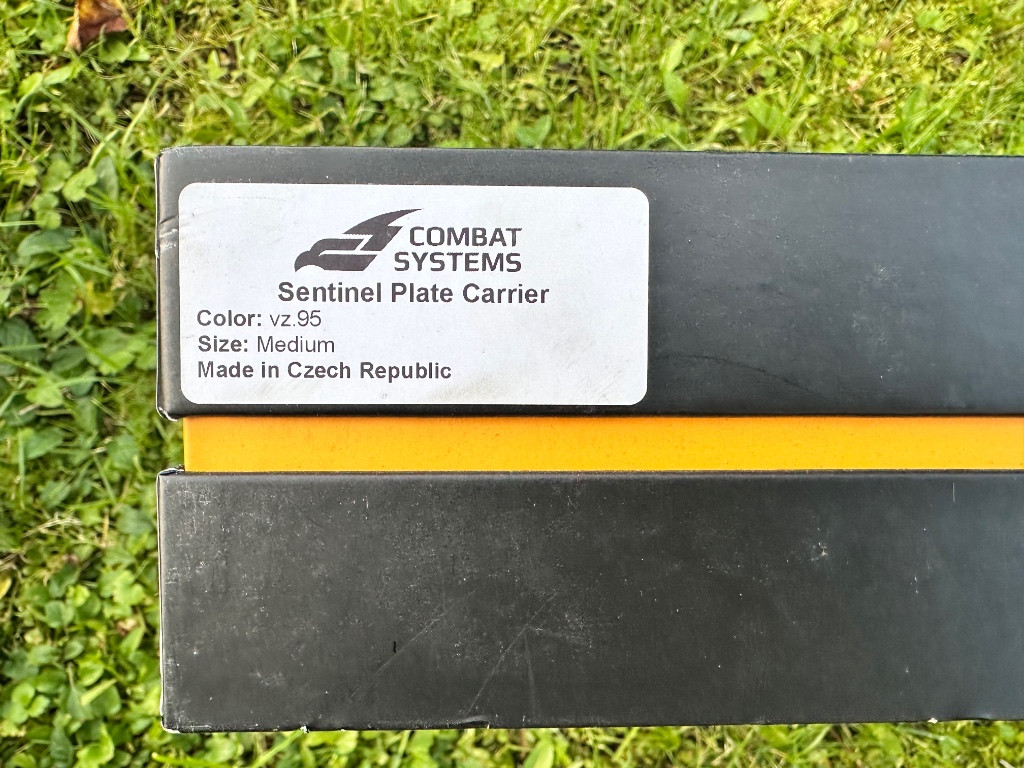 COMBAT
SYSTEMS
Sentinel Plate Carrier
Color: vz.95
Size: Medium
Made in Czech Republic